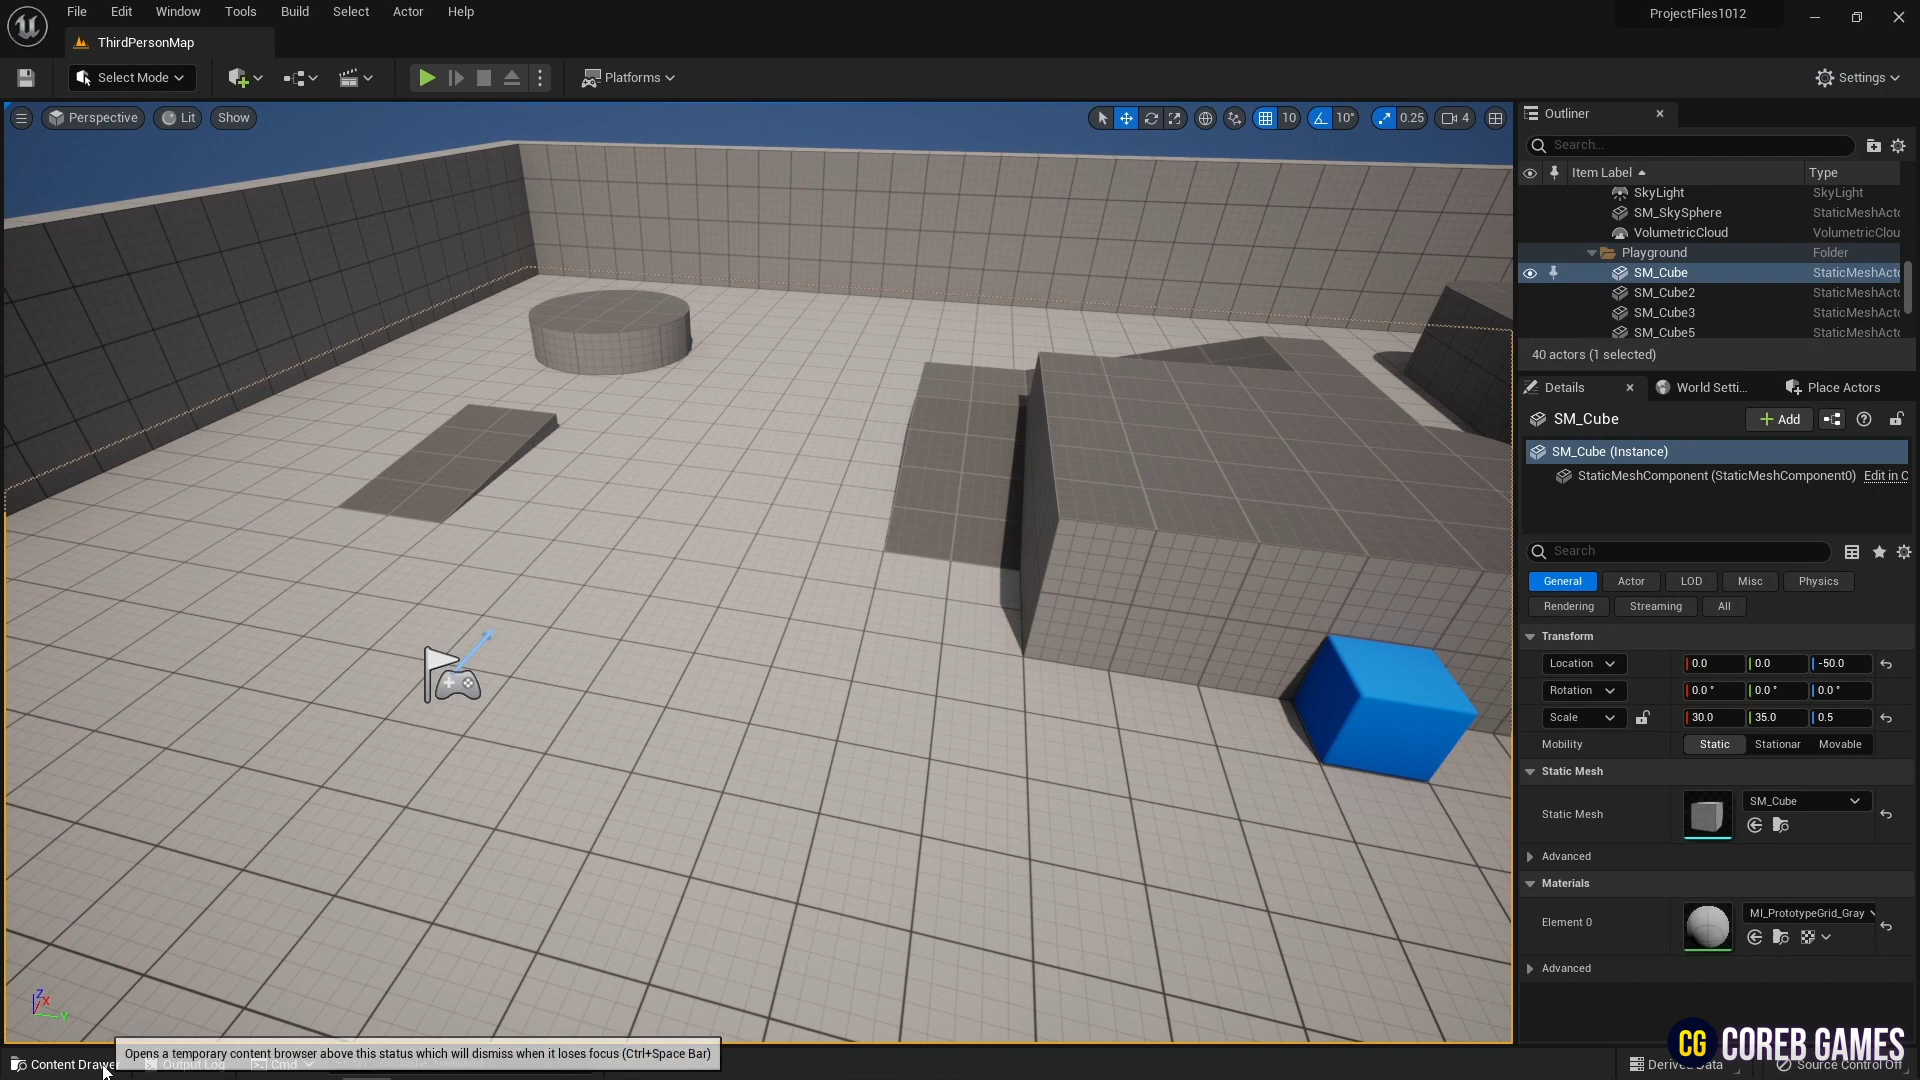 File Edit Window Tools Build Select Actor Help
ProjectFiles1012
ThirdPersonMap
Select Mode
Platforms
Settings
Perspective Lit Show
10 10° 0.25 4
Outliner
Search...
Item Label Type
SkyLight SkyLight
SM_SkySphere StaticMeshActo
VolumetricCloud VolumetricClou
Playground Folder
SM_Cube StaticMeshActo
SM_Cube2 StaticMeshActo
SM_Cube3 StaticMeshActo
SM_Cube5 StaticMeshActo
40 actors (1 selected)
Details World Setti... Place Actors
SM_Cube
Add
SM_Cube (Instance)
StaticMeshComponent (StaticMeshComponent0) Edit in C
Search
General Actor LOD Misc Physics
Rendering Streaming All
Transform
Location 0.0 0.0 -50.0
Rotation 0.0 ° 0.0 ° 0.0 °
Scale 30.0 35.0 0.5
Mobility Static Stationar Movable
Static Mesh
Static Mesh SM_Cube
Advanced
Materials
Element 0 MI_PrototypeGrid_Gray
Advanced
Z X Y
Opens a temporary content browser above this status which will dismiss when it loses focus (Ctrl+Space Bar)
Content Drawer Output Log Cmd
Derived Data Source Control Off
CG COREB GAMES